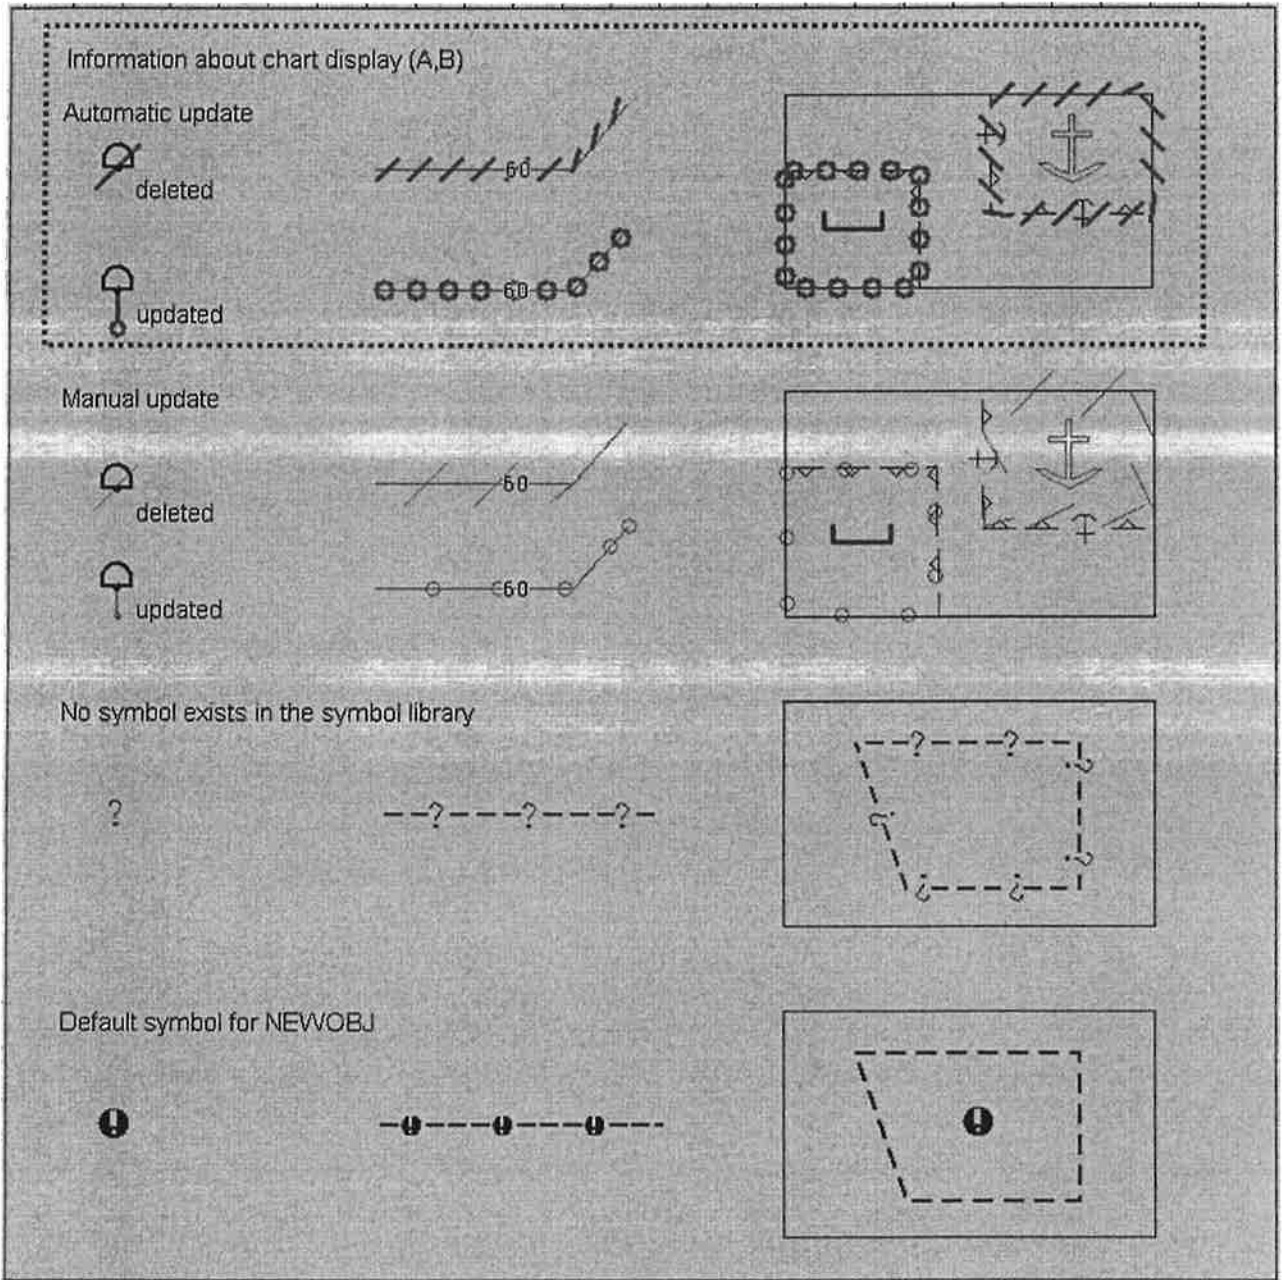 Information about chart display (A,B)
Automatic update
deleted
60
updated
60
Manual update
deleted
60
updated
60
No symbol exists in the symbol library
?
? ? ?
? ? ? ? ? ? ?
Default symbol for NEWOBJ
!
! ! !
!